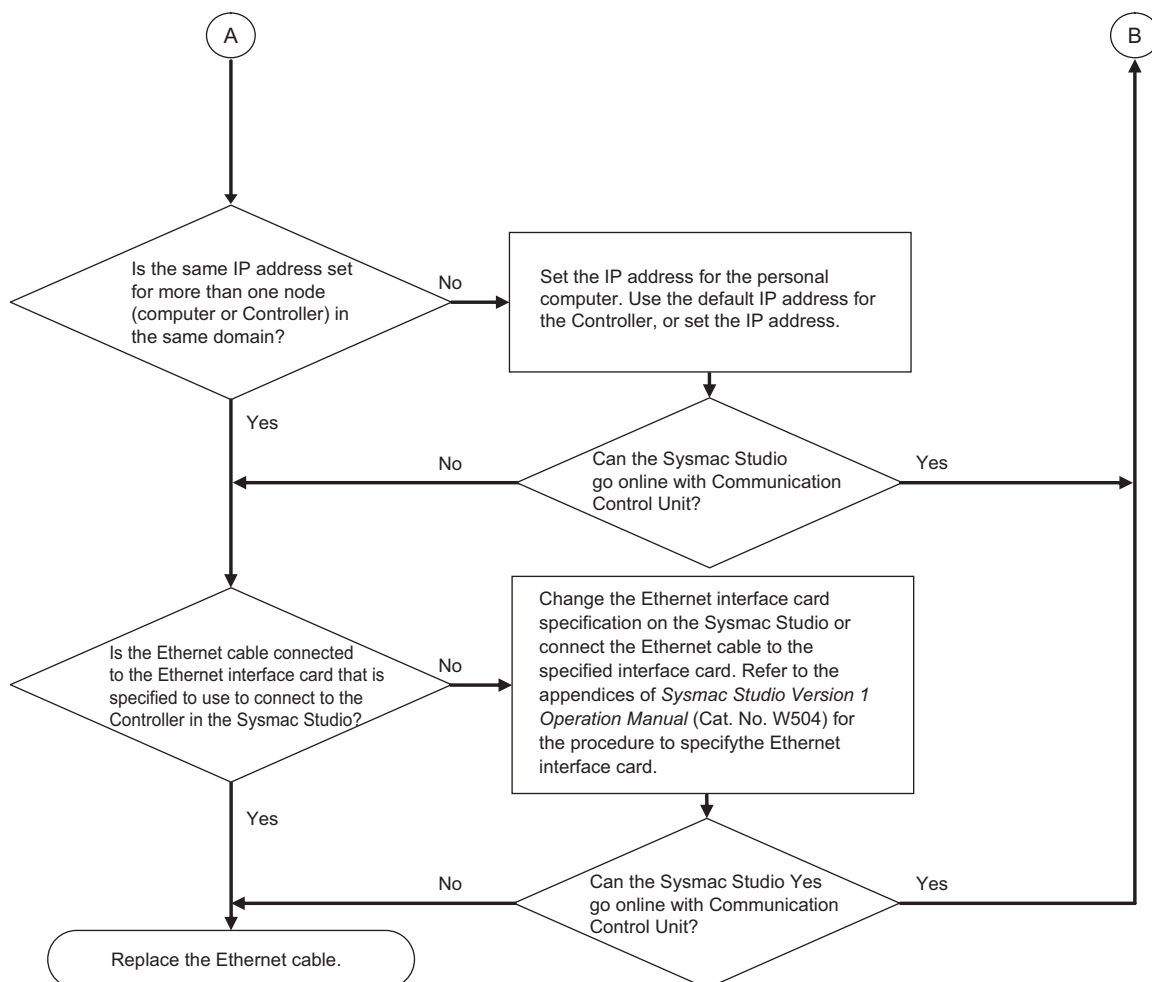 A
B
Is the same IP address set
for more than one node
(computer or Controller) in
the same domain?
No
Set the IP address for the personal
computer. Use the default IP address for
the Controller, or set the IP address.
Yes
No
Can the Sysmac Studio
go online with Communication
Control Unit?
Yes
Is the Ethernet cable connected
to the Ethernet interface card that is
specified to use to connect to the
Controller in the Sysmac Studio?
No
Change the Ethernet interface card
specification on the Sysmac Studio or
connect the Ethernet cable to the
specified interface card. Refer to the
appendices of Sysmac Studio Version 1
Operation Manual (Cat. No. W504) for
the procedure to specifythe Ethernet
interface card.
Yes
No
Can the Sysmac Studio Yes
go online with Communication
Control Unit?
Yes
Replace the Ethernet cable.